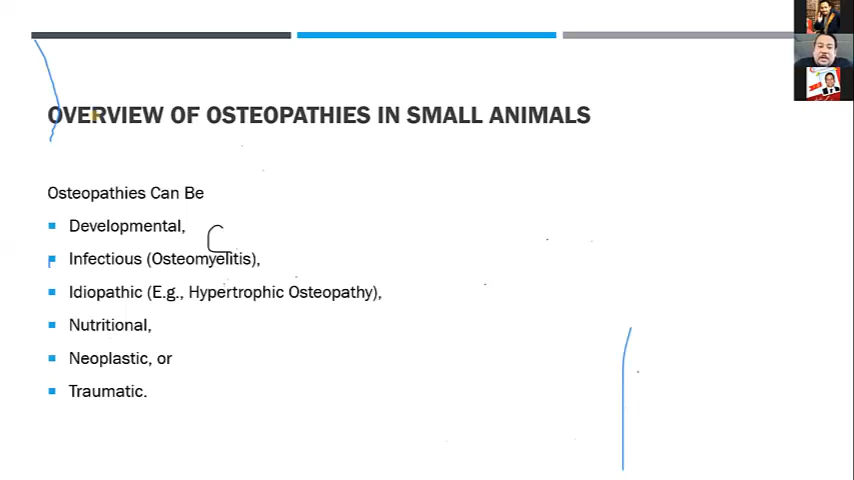 OVERVIEW OF OSTEOPATHIES IN SMALL ANIMALS
Osteopathies Can Be
Developmental,
Infectious (Osteomyelitis),
Idiopathic (E.g., Hypertrophic Osteopathy),
Nutritional,
Neoplastic, or
Traumatic.